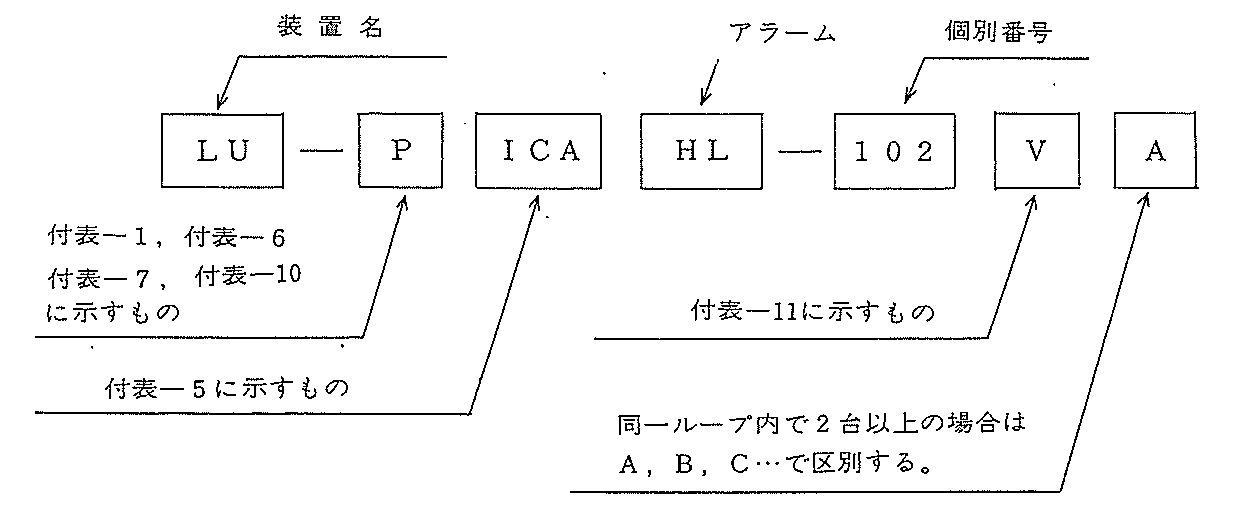 装置名
アラーム
個別番号
LU — P ICA HL — 102 V A
付表—1, 付表—6
付表—7, 付表—10
に示すもの
付表—11に示すもの
付表—5に示すもの
同一ループ内で2台以上の場合は
A, B, C…で区別する。